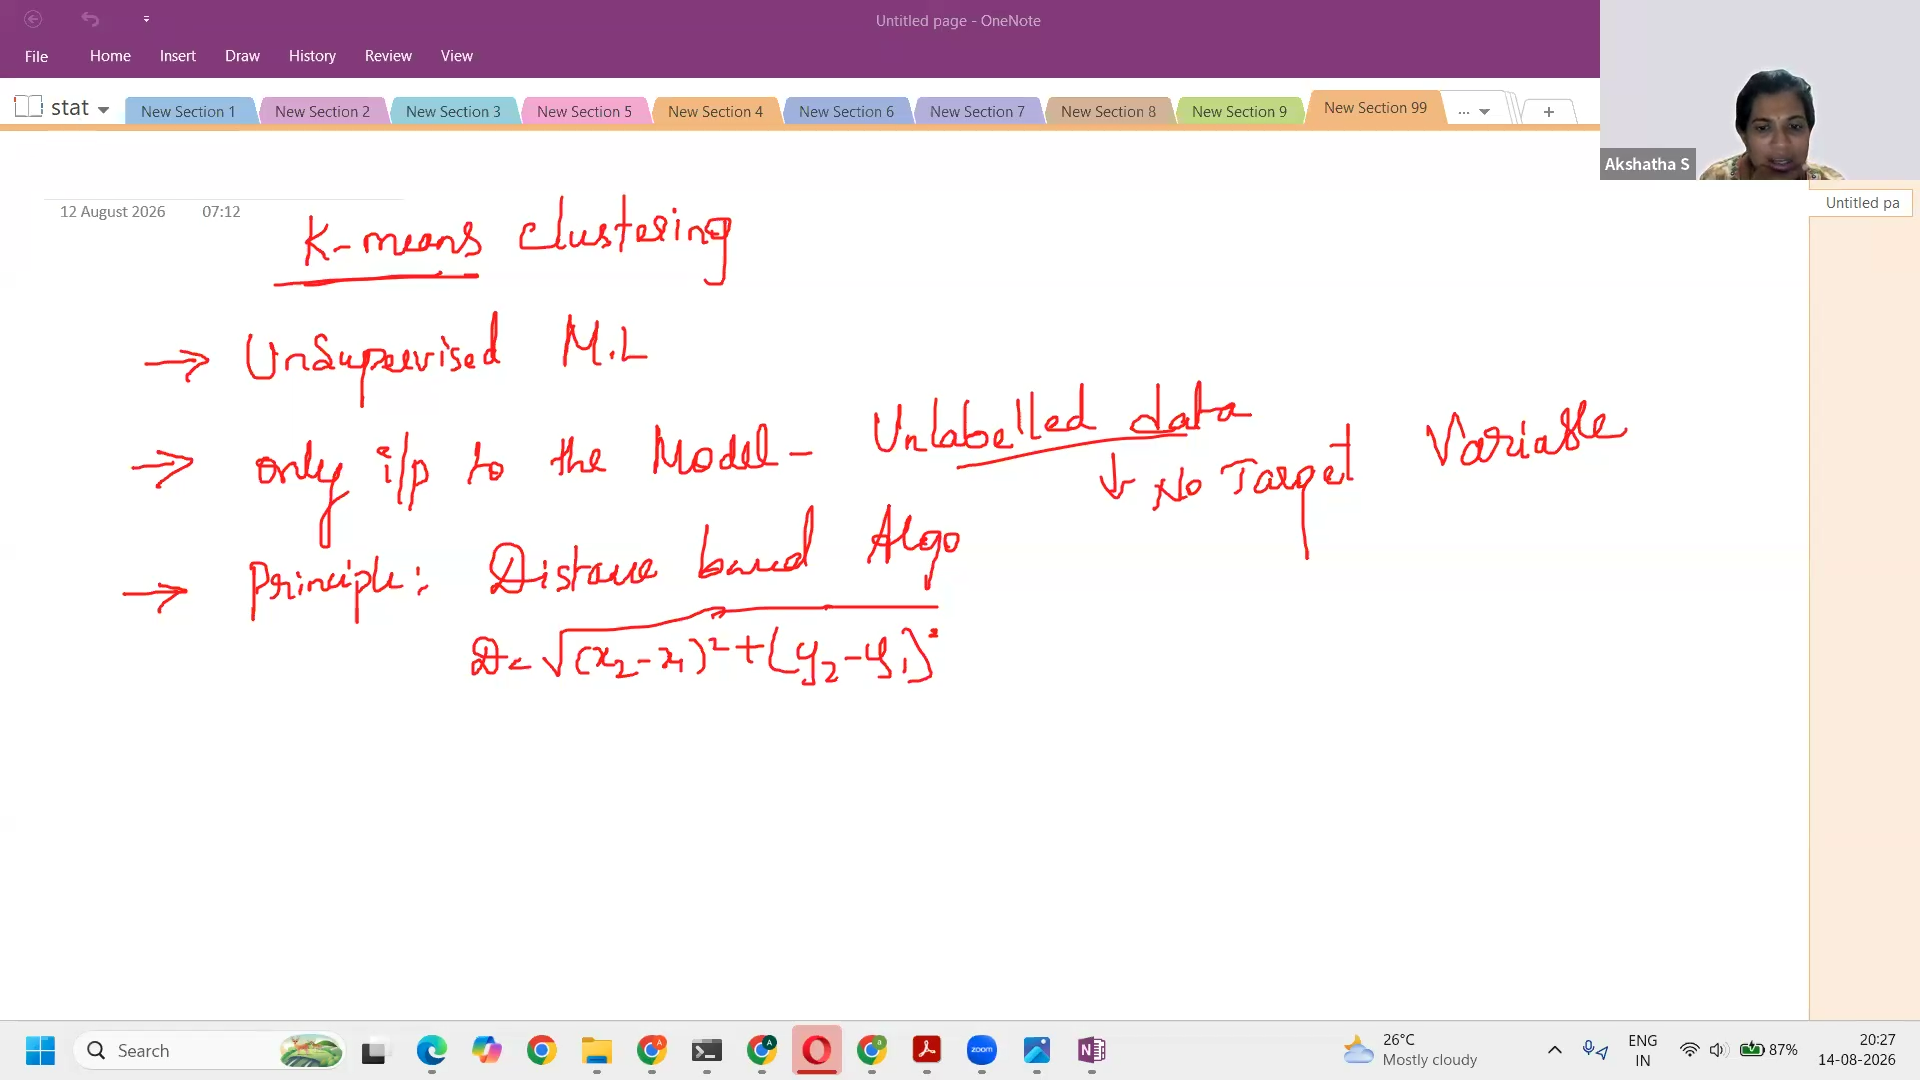 Untitled page - OneNote
File Home Insert Draw History Review View
stat New Section 1 New Section 2 New Section 3 New Section 5 New Section 4 New Section 6 New Section 7 New Section 8 New Section 9 New Section 99 ... +
Akshatha S
Untitled pa
12 August 2026 07:12
K-means clustering
→ UnSupervised M.L
→ only i/p to the Model - Unlabelled data
↓ No Target Variable
→ Principle: Distance based Algo
D = √(x₂-x₁)²+(y₂-y₁)²
Search
zoom
26°C
Mostly cloudy
ENG
IN
87%
20:27
14-08-2026